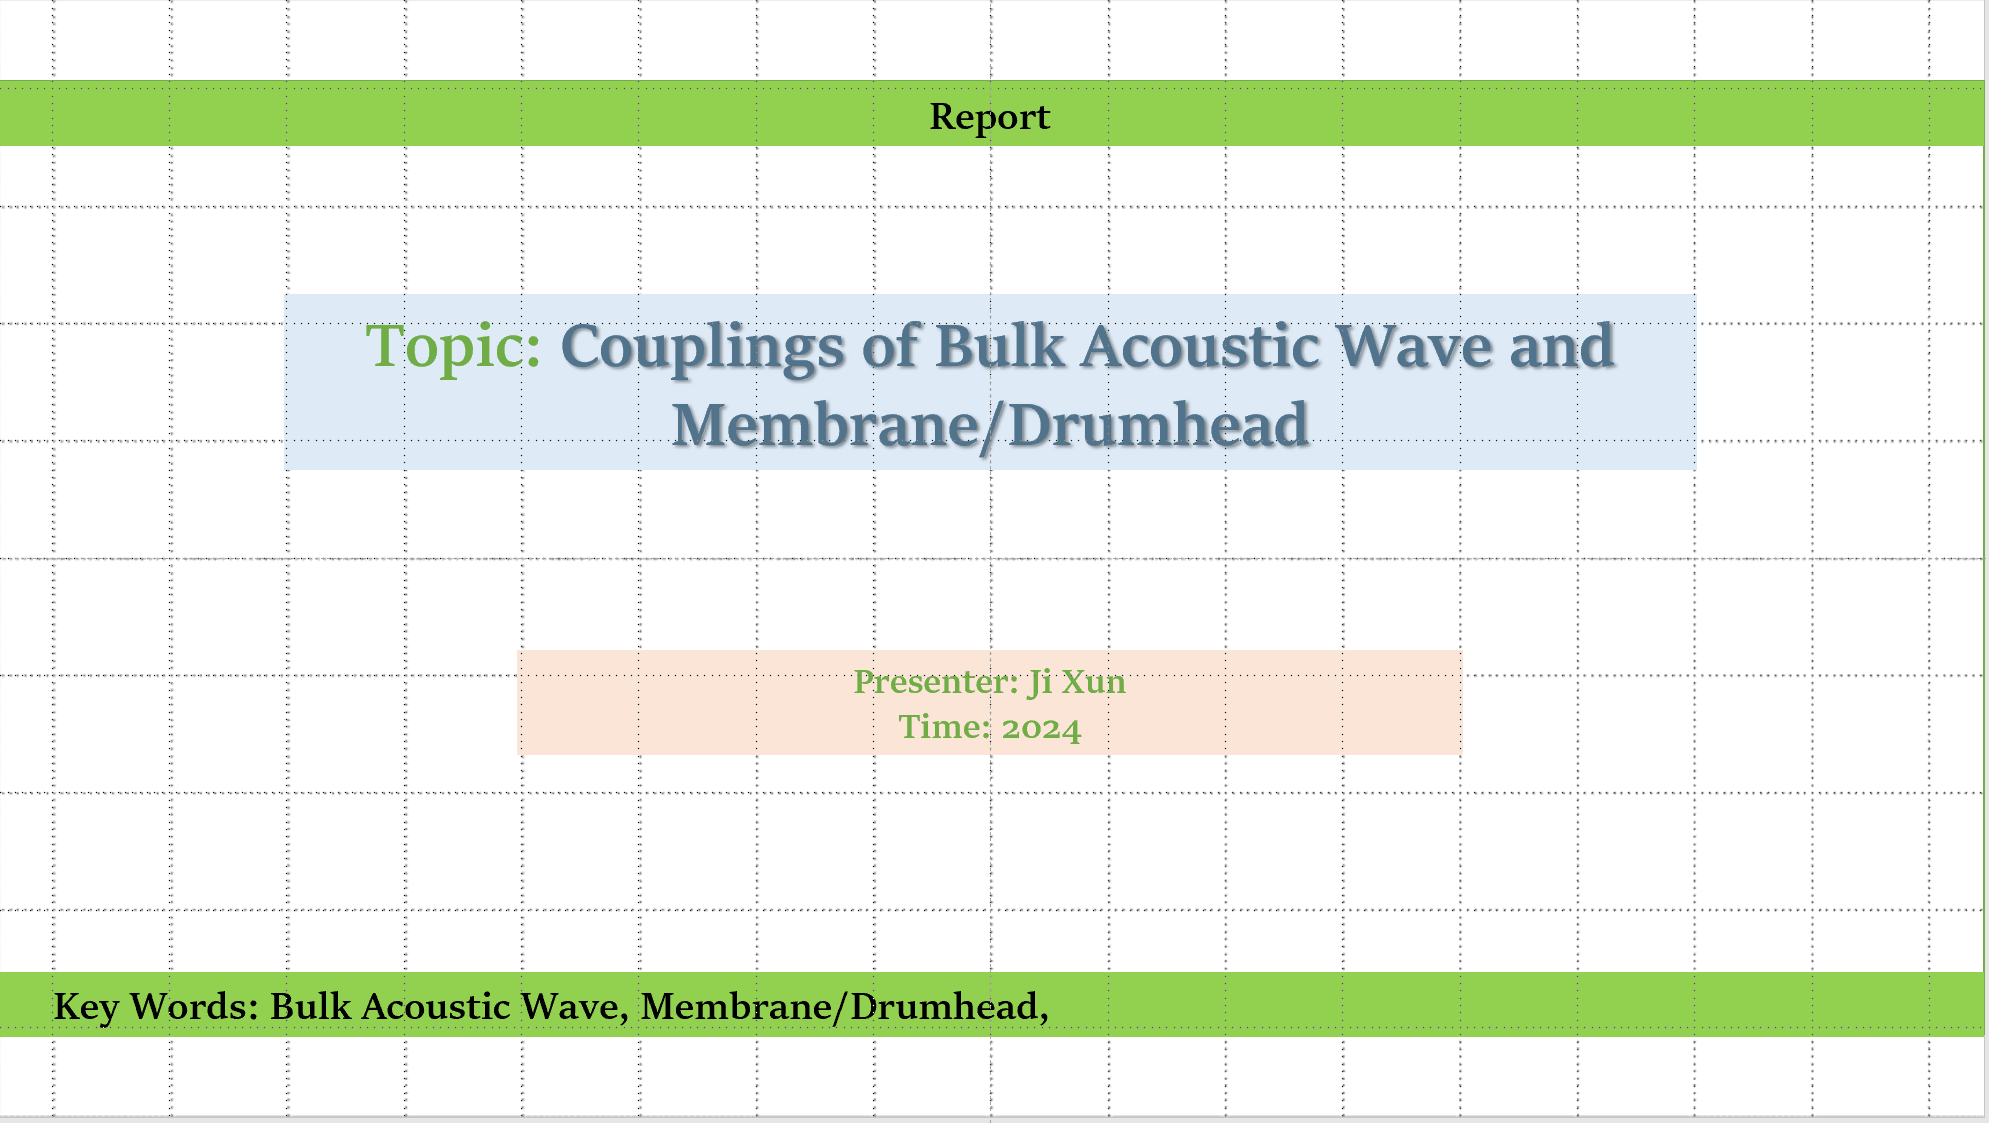 Report
Topic: Couplings of Bulk Acoustic Wave and
Membrane/Drumhead
Presenter: Ji Xun
Time: 2024
Key Words: Bulk Acoustic Wave, Membrane/Drumhead,